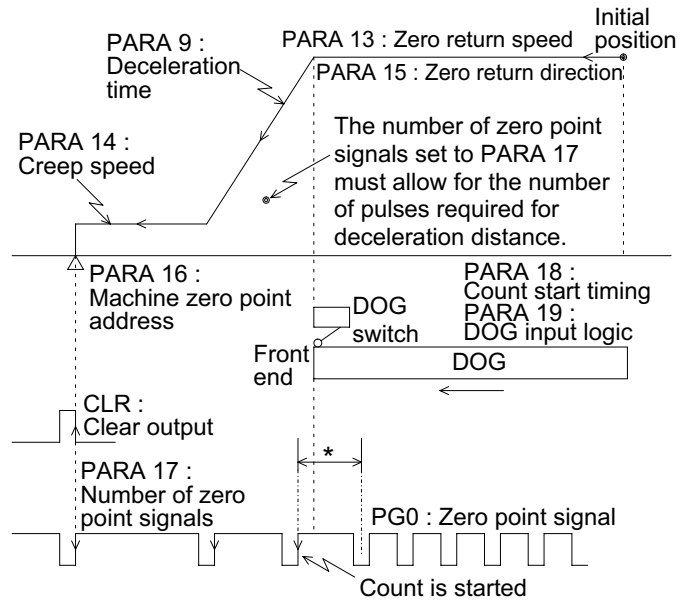 Initial
position
PARA 13 : Zero return speed
PARA 15 : Zero return direction
PARA 9 :
Deceleration
time
PARA 14 :
Creep speed
The number of zero point
signals set to PARA 17
must allow for the number
of pulses required for
deceleration distance.
PARA 16 :
Machine zero point
address
PARA 18 :
Count start timing
PARA 19 :
DOG input logic
DOG
switch
Front
end
DOG
CLR :
Clear output
*
PARA 17 :
Number of zero
point signals
PG0 : Zero point signal
Count is started